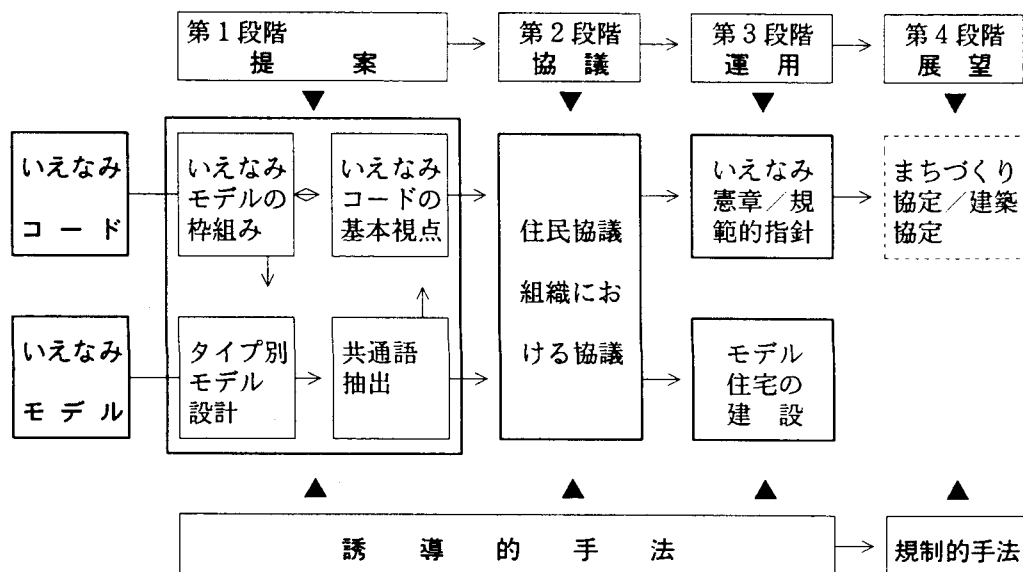 第1段階
提案
第2段階
協議
第3段階
運用
第4段階
展望
いえなみ
コード
いえなみ
モデルの
枠組み
いえなみ
コードの
基本視点
住民協議
組織にお
ける協議
いえなみ
憲章／規
範的指針
まちづくり
協定／建築
協定
いえなみ
モデル
タイプ別
モデル
設計
共通語
抽出
モデル
住宅の
建設
誘導的手法
規制的手法